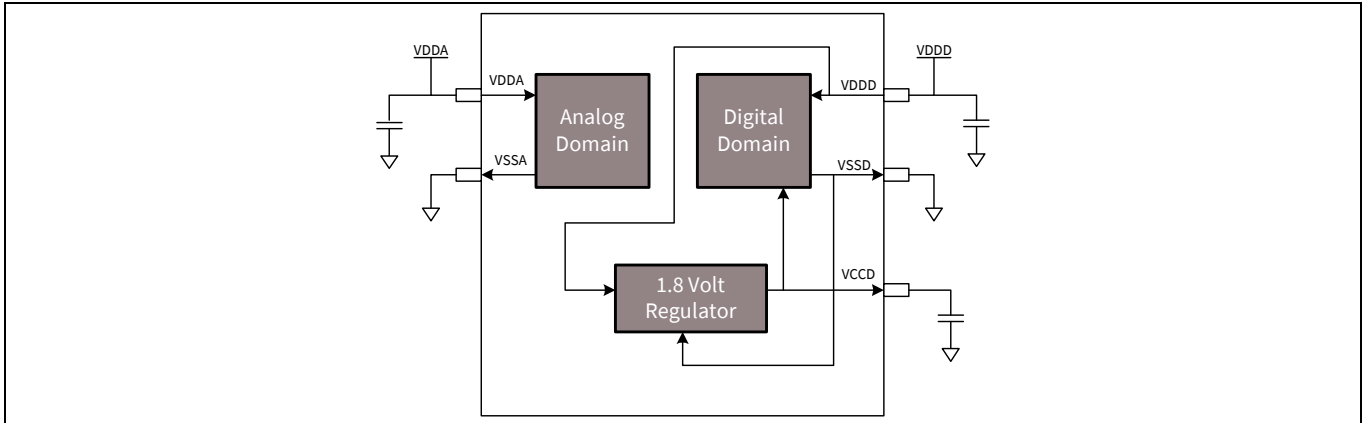 VDDA
VDDD
VDDA
VDDD
Analog
Domain
Digital
Domain
VSSA
VSSD
VCCD
1.8 Volt
Regulator